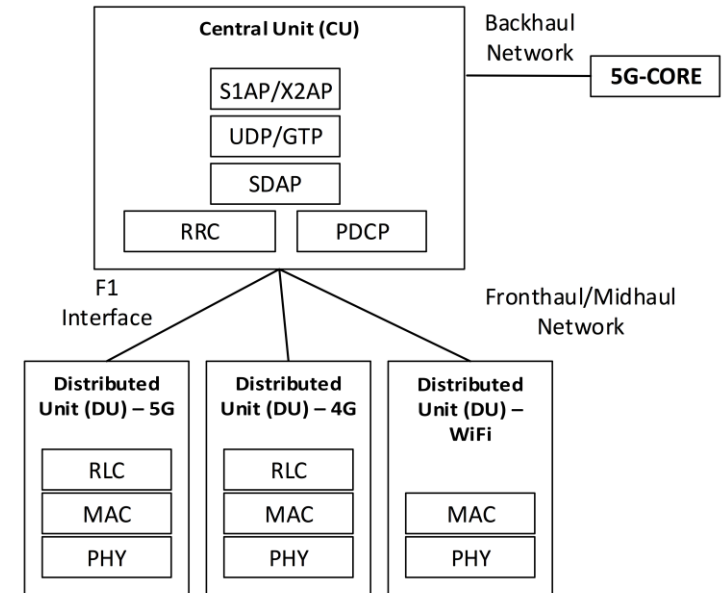 Central Unit (CU)
S1AP/X2AP
UDP/GTP
SDAP
RRC
PDCP
Backhaul
Network
5G-CORE
F1
Interface
Fronthaul/Midhaul
Network
Distributed
Unit (DU) – 5G
RLC
MAC
PHY
Distributed
Unit (DU) – 4G
RLC
MAC
PHY
Distributed
Unit (DU) –
WiFi
MAC
PHY